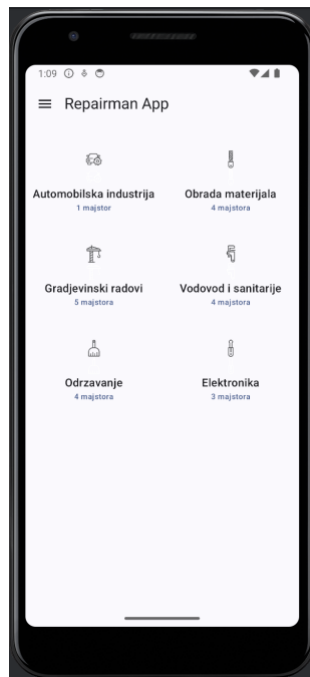 1:09
Repairman App
Automobilska industrija
1 majstor
Obrada materijala
4 majstora
Gradjevinski radovi
5 majstora
Vodovod i sanitarije
4 majstora
Odrzavanje
4 majstora
Elektronika
3 majstora